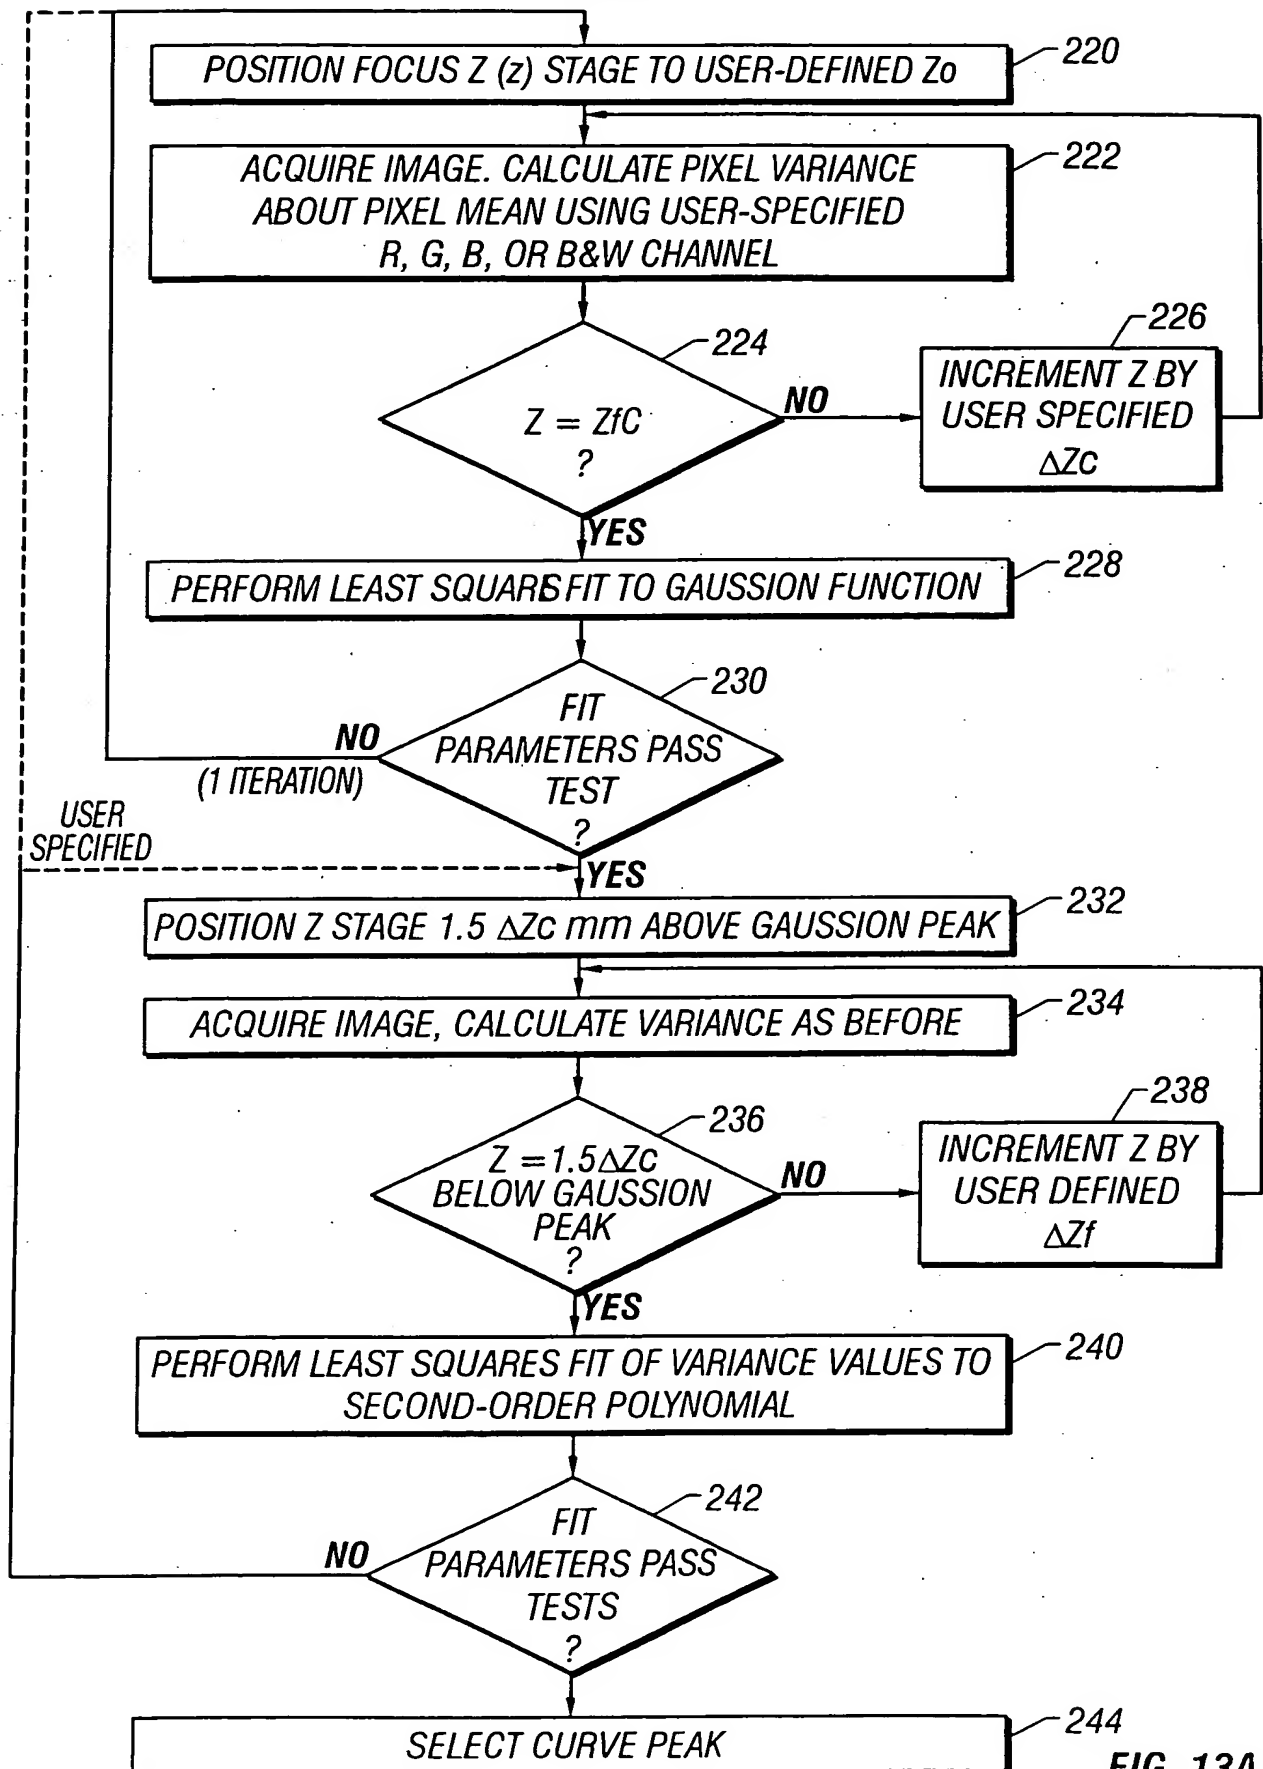 POSITION FOCUS Z (z) STAGE TO USER-DEFINED Zo
220
ACQUIRE IMAGE. CALCULATE PIXEL VARIANCE
ABOUT PIXEL MEAN USING USER-SPECIFIED
R, G, B, OR B&W CHANNEL
222
224
Z = ZfC
?
NO
226
INCREMENT Z BY
USER SPECIFIED
ΔZc
YES
PERFORM LEAST SQUARES FIT TO GAUSSION FUNCTION
228
230
FIT
PARAMETERS PASS
TEST
?
NO
(1 ITERATION)
USER
SPECIFIED
YES
POSITION Z STAGE 1.5 ΔZc mm ABOVE GAUSSION PEAK
232
ACQUIRE IMAGE, CALCULATE VARIANCE AS BEFORE
234
236
Z = 1.5ΔZc
BELOW GAUSSION
PEAK
?
NO
238
INCREMENT Z BY
USER DEFINED
ΔZf
YES
PERFORM LEAST SQUARES FIT OF VARIANCE VALUES TO
SECOND-ORDER POLYNOMIAL
240
242
FIT
PARAMETERS PASS
TESTS
?
NO
SELECT CURVE PEAK
244
FIG. 13A